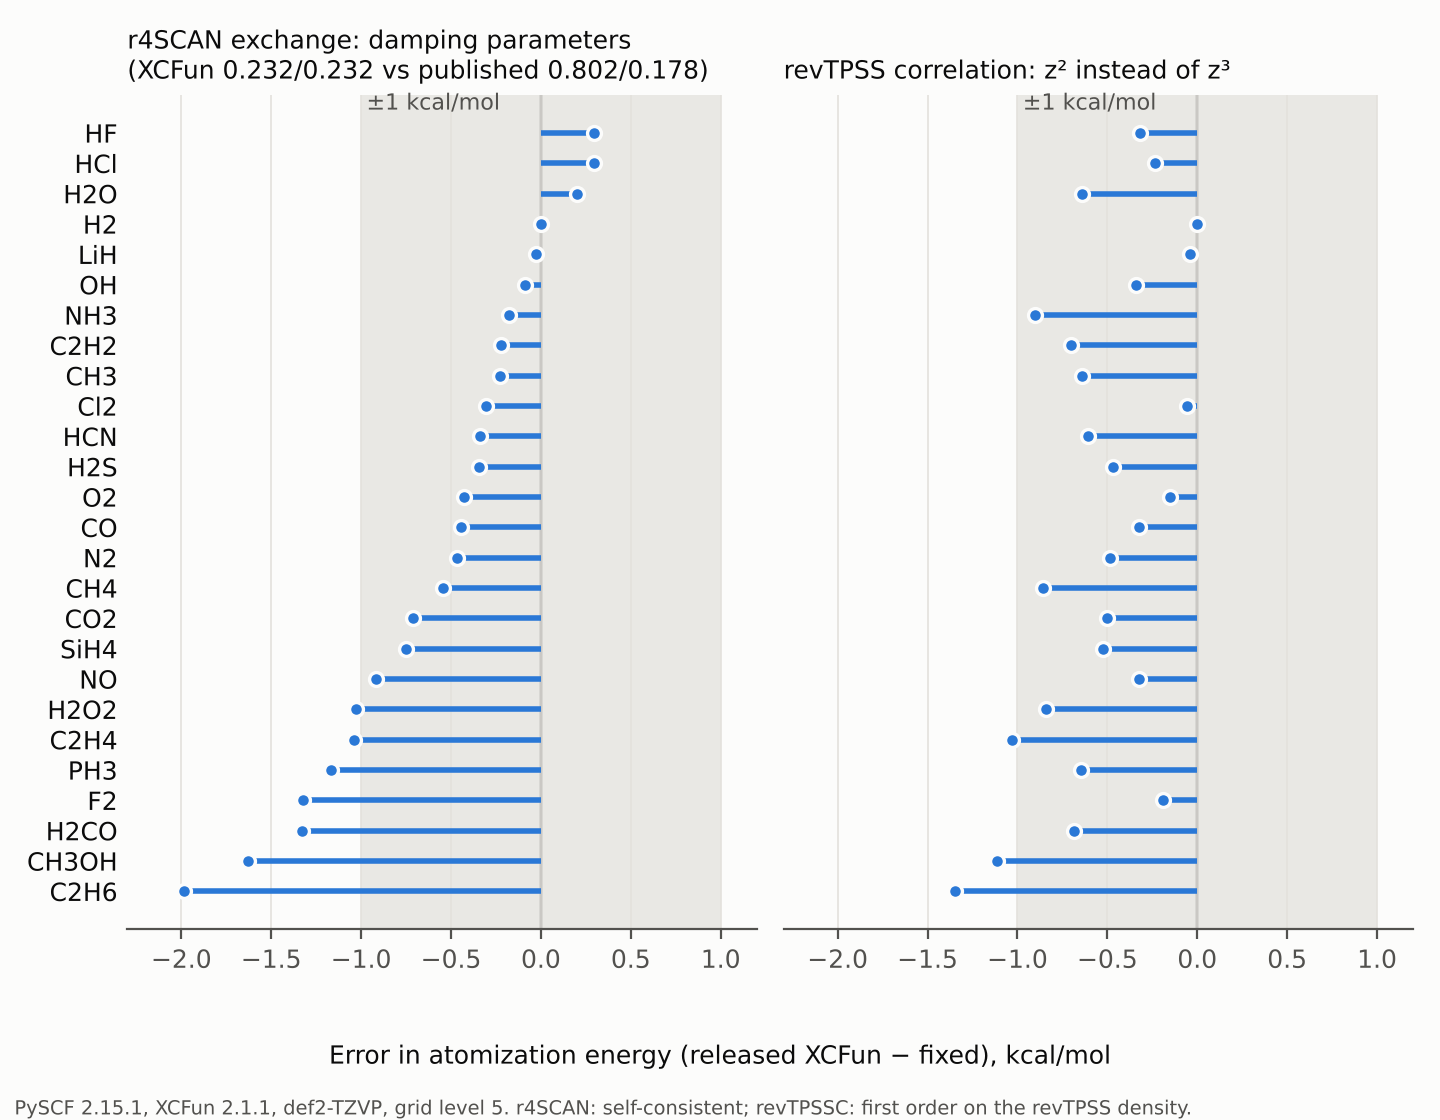 r4SCAN exchange: damping parameters
(XCFun 0.232/0.232 vs published 0.802/0.178)
revTPSS correlation: z² instead of z³
±1 kcal/mol
±1 kcal/mol
HF
HCl
H2O
H2
LiH
OH
NH3
C2H2
CH3
Cl2
HCN
H2S
O2
CO
N2
CH4
CO2
SiH4
NO
H2O2
C2H4
PH3
F2
H2CO
CH3OH
C2H6
−2.0 −1.5 −1.0 −0.5 0.0 0.5 1.0
−2.0 −1.5 −1.0 −0.5 0.0 0.5 1.0
Error in atomization energy (released XCFun − fixed), kcal/mol
PySCF 2.15.1, XCFun 2.1.1, def2-TZVP, grid level 5. r4SCAN: self-consistent; revTPSSC: first order on the revTPSS density.